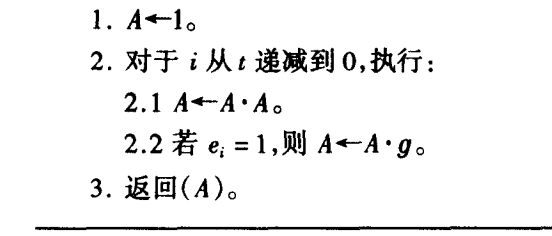 1. A←1。
2. 对于 i 从 t 递减到 0,执行:
2.1 A←A·A。
2.2 若 eᵢ = 1,则 A←A·g。
3. 返回(A)。